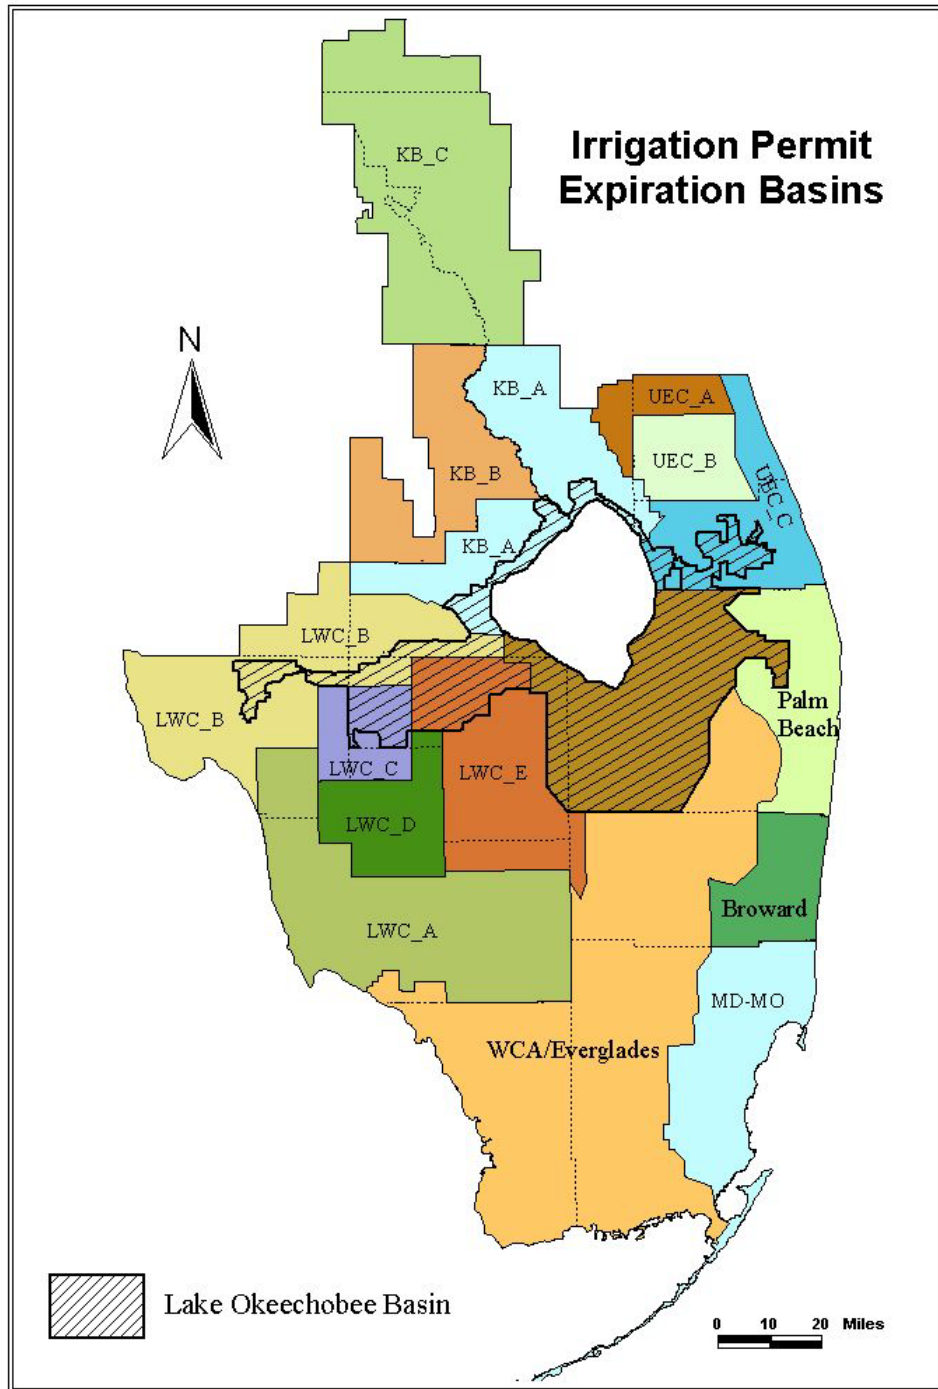 Irrigation Permit
Expiration Basins
KB_C
N
KB_A
UEC_A
KB_B
UEC_B
UEC_C
KB_A
LWC_B
LWC_B
Palm
Beach
LWC_C
LWC_E
LWC_D
Broward
LWC_A
MD-MO
WCA/Everglades
Lake Okeechobee Basin
0 10 20 Miles